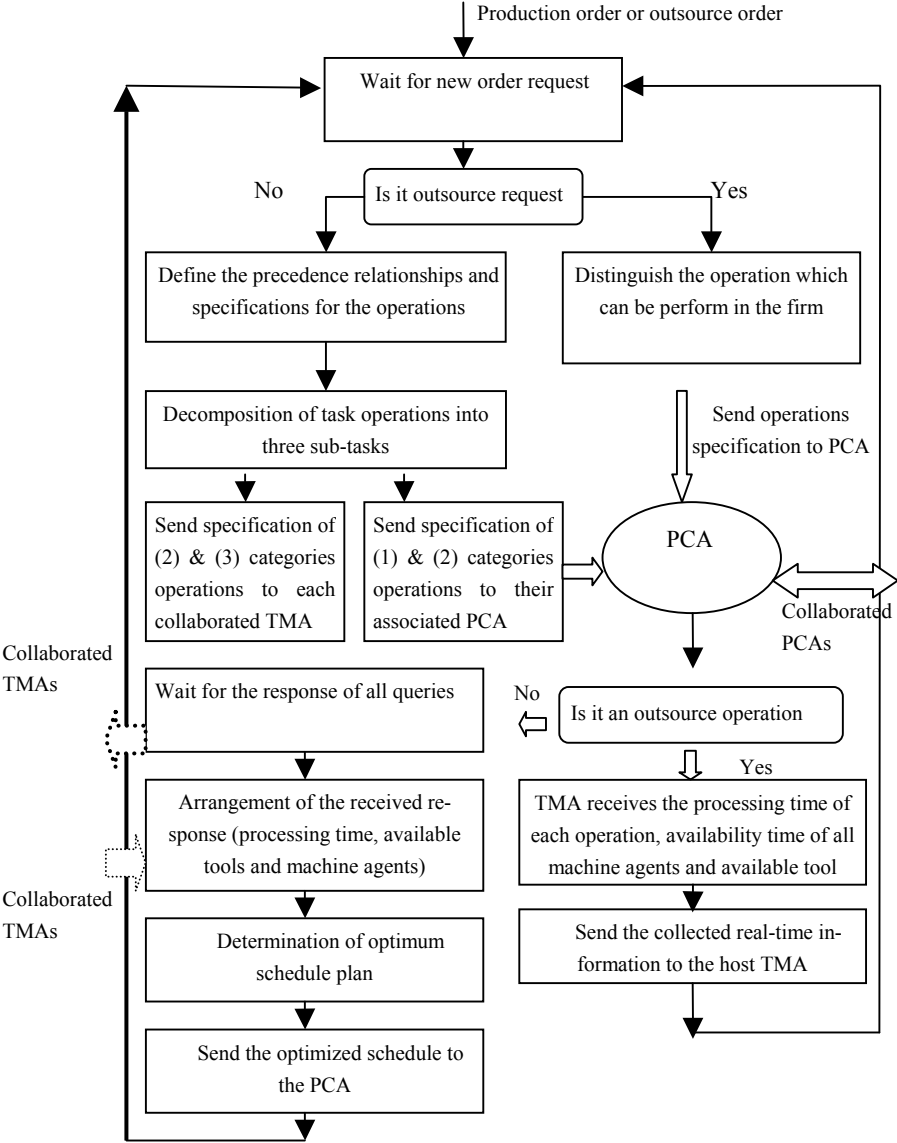 Production order or outsource order
Wait for new order request
Is it outsource request
No
Yes
Define the precedence relationships and
specifications for the operations
Distinguish the operation which
can be perform in the firm
Decomposition of task operations into
three sub-tasks
Send operations
specification to PCA
Send specification of
(2) & (3) categories
operations to each
collaborated TMA
Send specification of
(1) & (2) categories
operations to their
associated PCA
PCA
Collaborated
PCAs
Collaborated
TMAs
Wait for the response of all queries
No
Is it an outsource operation
Yes
Arrangement of the received re-
sponse (processing time, available
tools and machine agents)
TMA receives the processing time of
each operation, availability time of all
machine agents and available tool
Collaborated
TMAs
Determination of optimum
schedule plan
Send the collected real-time in-
formation to the host TMA
Send the optimized schedule to
the PCA